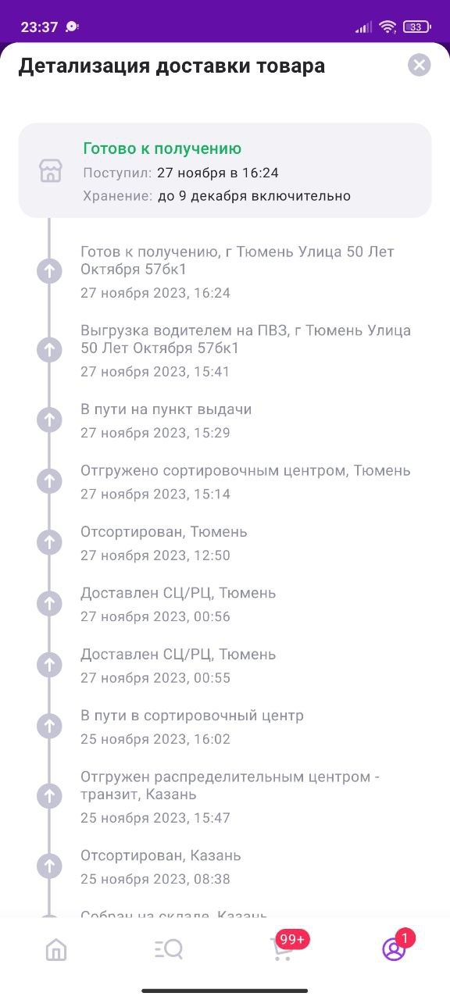 23:37
33
Детализация доставки товара
Готово к получению
Поступил: 27 ноября в 16:24
Хранение: до 9 декабря включительно
Готов к получению, г Тюмень Улица 50 Лет
Октября 57бк1
27 ноября 2023, 16:24
Выгрузка водителем на ПВЗ, г Тюмень Улица
50 Лет Октября 57бк1
27 ноября 2023, 15:41
В пути на пункт выдачи
27 ноября 2023, 15:29
Отгружено сортировочным центром, Тюмень
27 ноября 2023, 15:14
Отсортирован, Тюмень
27 ноября 2023, 12:50
Доставлен СЦ/РЦ, Тюмень
27 ноября 2023, 00:56
Доставлен СЦ/РЦ, Тюмень
27 ноября 2023, 00:55
В пути в сортировочный центр
25 ноября 2023, 16:02
Отгружен распределительным центром -
транзит, Казань
25 ноября 2023, 15:47
Отсортирован, Казань
25 ноября 2023, 08:38
Собран на складе, Казань
99+
1